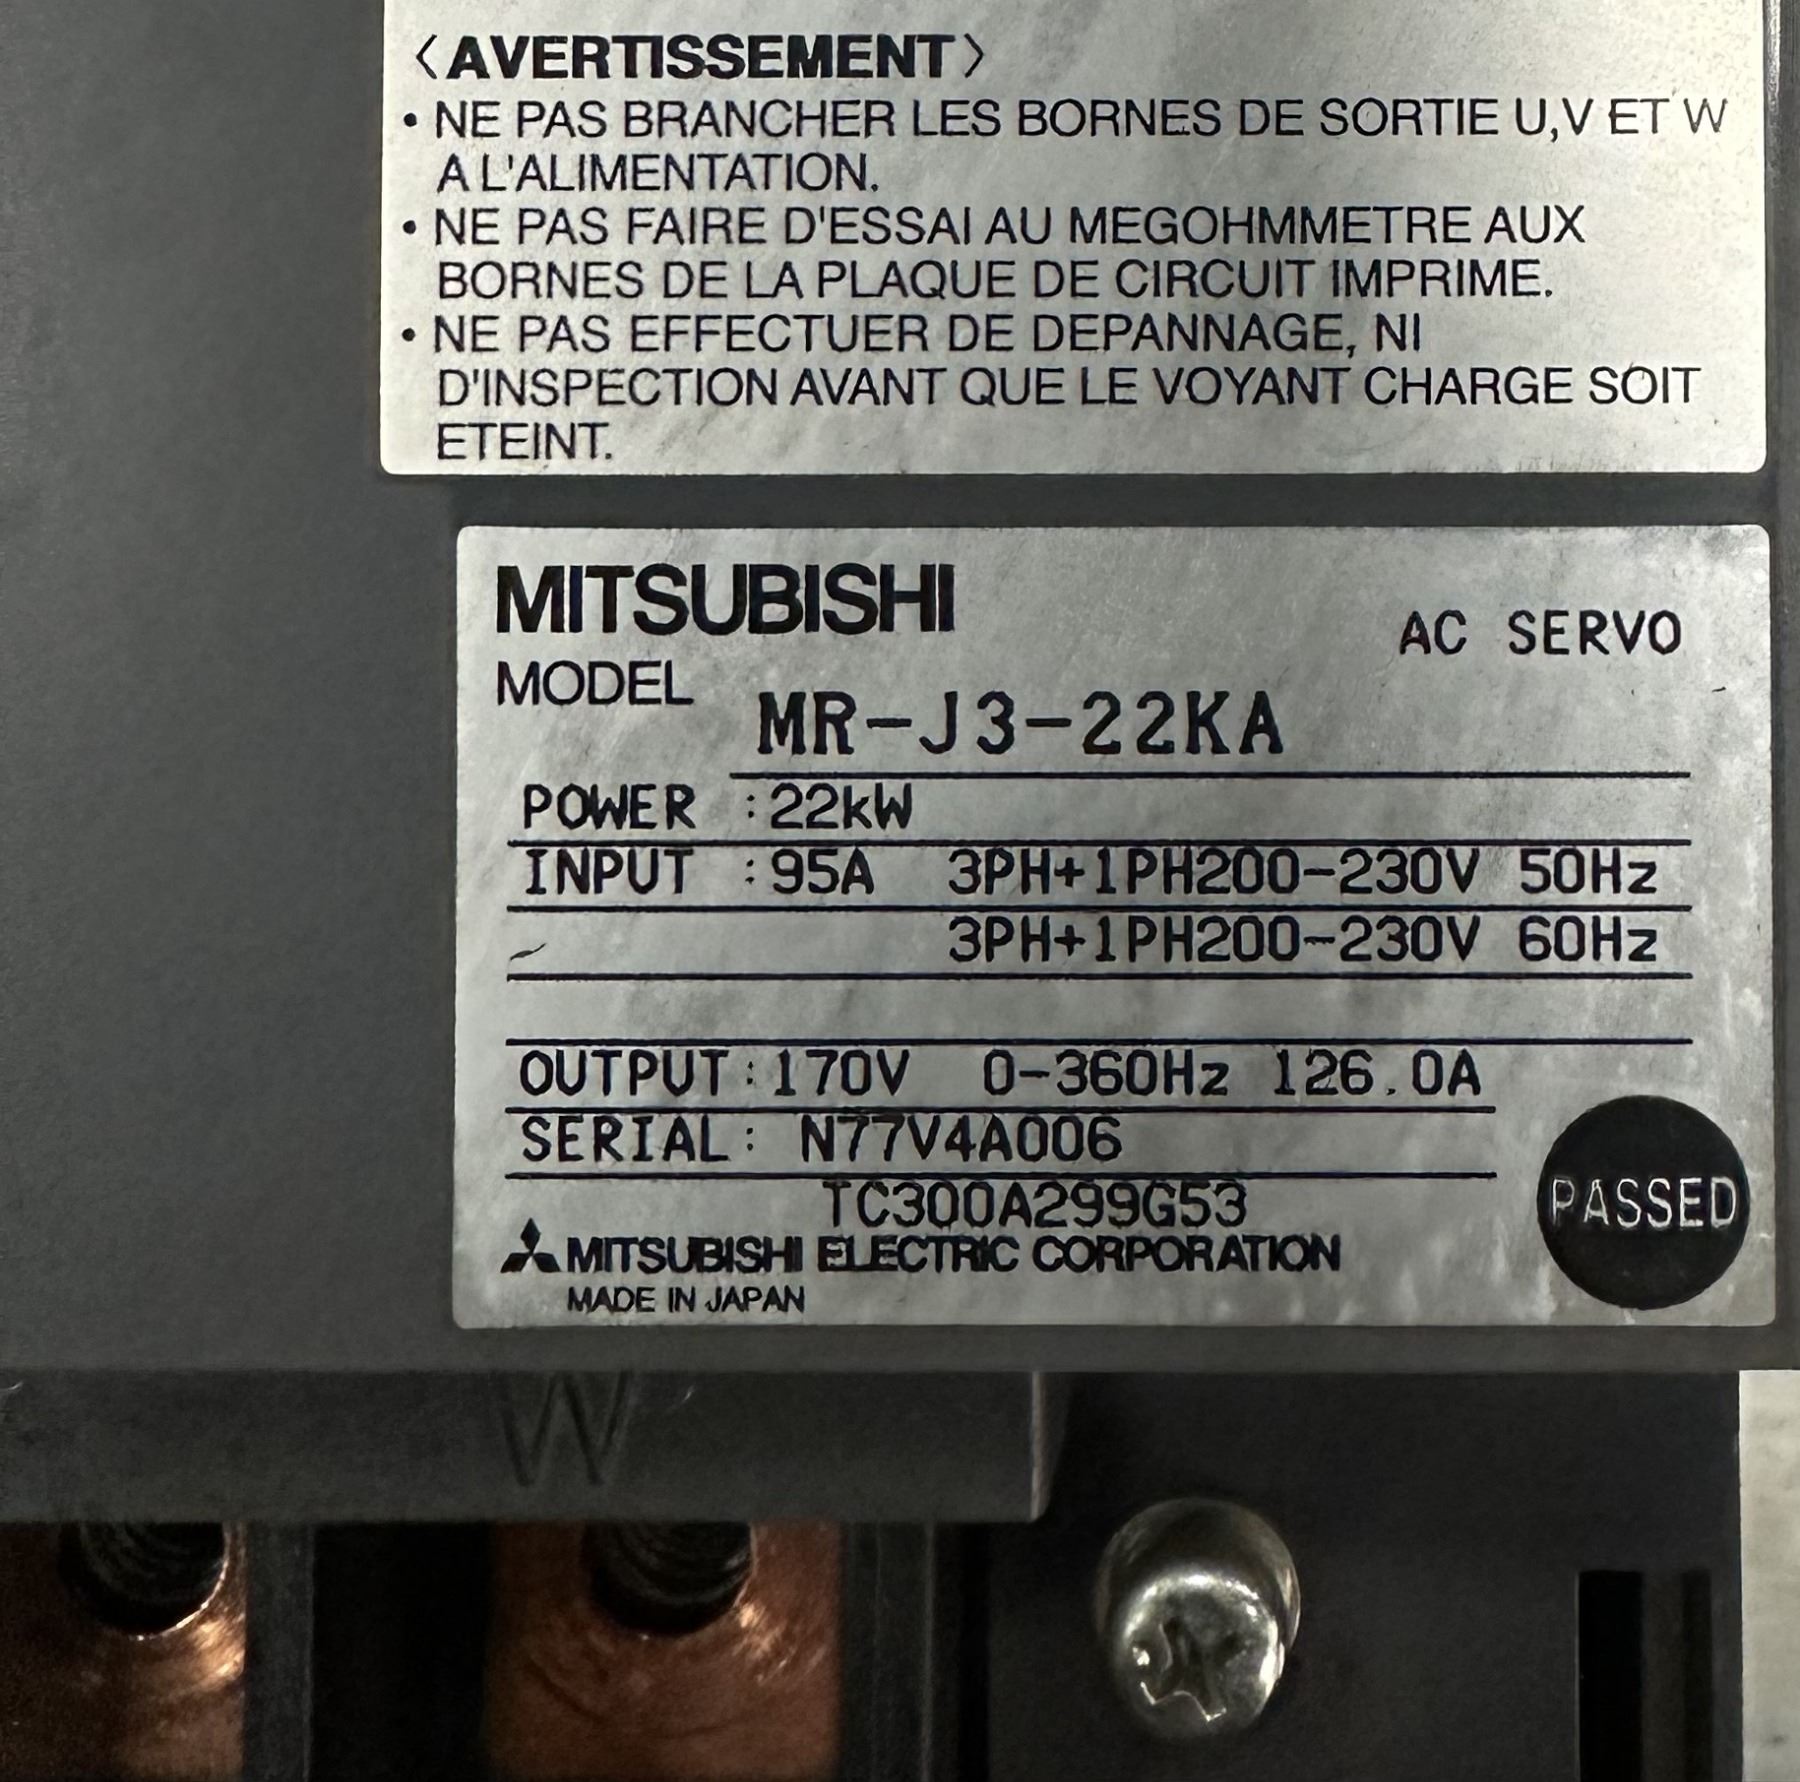 〈AVERTISSEMENT〉
• NE PAS BRANCHER LES BORNES DE SORTIE U,V ET W
A L'ALIMENTATION.
• NE PAS FAIRE D'ESSAI AU MEGOHMMETRE AUX
BORNES DE LA PLAQUE DE CIRCUIT IMPRIME.
• NE PAS EFFECTUER DE DEPANNAGE, NI
D'INSPECTION AVANT QUE LE VOYANT CHARGE SOIT
ETEINT.
MITSUBISHI
AC SERVO
MODEL MR-J3-22KA
POWER :22kW
INPUT :95A 3PH+1PH200-230V 50Hz
3PH+1PH200-230V 60Hz
OUTPUT:170V 0-360Hz 126.0A
SERIAL: N77V4A006
TC300A299G53
PASSED
MITSUBISHI ELECTRIC CORPORATION
MADE IN JAPAN
W